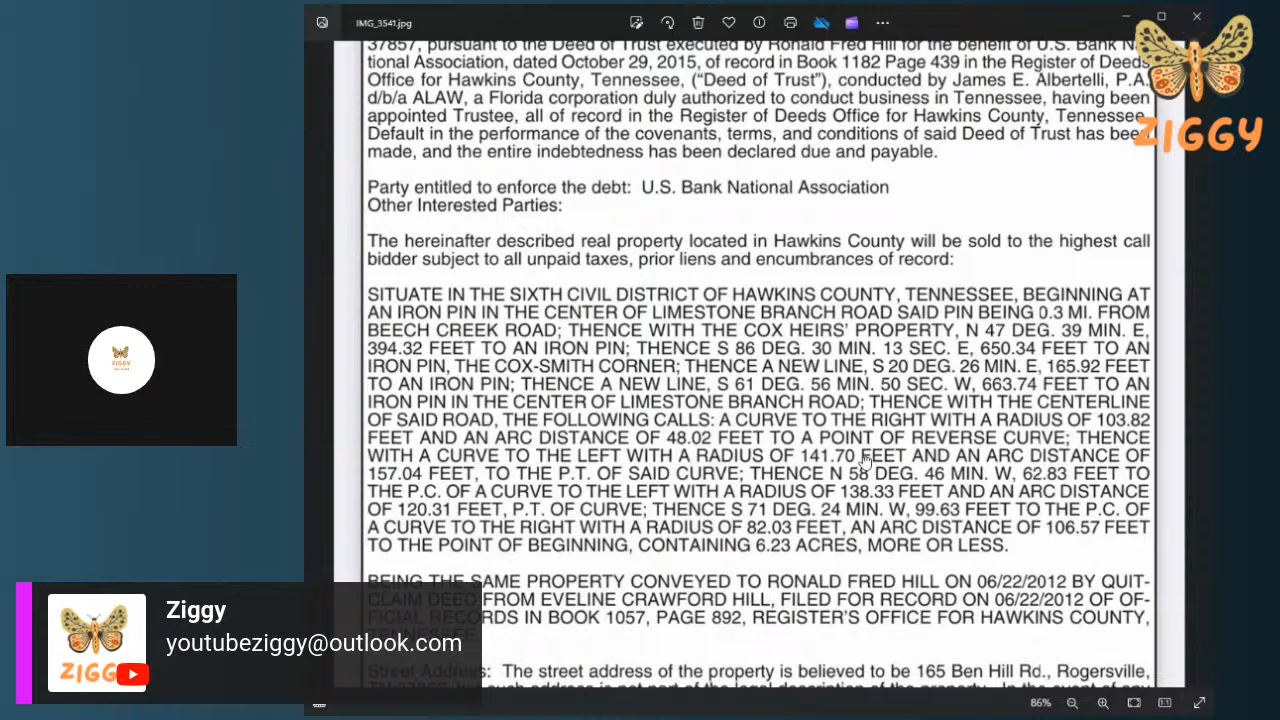 IMG_3541.jpg
37857, pursuant to the Deed of Trust executed by Ronald Fred Hill for the benefit of U.S. Bank Na-
tional Association, dated October 29, 2015, of record in Book 1182 Page 439 in the Register of Deeds
Office for Hawkins County, Tennessee, (“Deed of Trust”), conducted by James E. Albertelli, P.A.
d/b/a ALAW, a Florida corporation duly authorized to conduct business in Tennessee, having been
appointed Trustee, all of record in the Register of Deeds Office for Hawkins County, Tennessee.
Default in the performance of the covenants, terms, and conditions of said Deed of Trust has been
made, and the entire indebtedness has been declared due and payable.
Party entitled to enforce the debt: U.S. Bank National Association
Other Interested Parties:
The hereinafter described real property located in Hawkins County will be sold to the highest call
bidder subject to all unpaid taxes, prior liens and encumbrances of record:
SITUATE IN THE SIXTH CIVIL DISTRICT OF HAWKINS COUNTY, TENNESSEE, BEGINNING AT
AN IRON PIN IN THE CENTER OF LIMESTONE BRANCH ROAD SAID PIN BEING 0.3 MI. FROM
BEECH CREEK ROAD; THENCE WITH THE COX HEIRS’ PROPERTY, N 47 DEG. 39 MIN. E,
394.32 FEET TO AN IRON PIN; THENCE S 86 DEG. 30 MIN. 13 SEC. E, 650.34 FEET TO AN
IRON PIN, THE COX-SMITH CORNER; THENCE A NEW LINE, S 20 DEG. 26 MIN. E, 165.92 FEET
TO AN IRON PIN; THENCE A NEW LINE, S 61 DEG. 56 MIN. 50 SEC. W, 663.74 FEET TO AN
IRON PIN IN THE CENTER OF LIMESTONE BRANCH ROAD; THENCE WITH THE CENTERLINE
OF SAID ROAD, THE FOLLOWING CALLS: A CURVE TO THE RIGHT WITH A RADIUS OF 103.82
FEET AND AN ARC DISTANCE OF 48.02 FEET TO A POINT OF REVERSE CURVE; THENCE
WITH A CURVE TO THE LEFT WITH A RADIUS OF 141.70 FEET AND AN ARC DISTANCE OF
157.04 FEET, TO THE P.T. OF SAID CURVE; THENCE N 58 DEG. 46 MIN. W, 62.83 FEET TO
THE P.C. OF A CURVE TO THE LEFT WITH A RADIUS OF 138.33 FEET AND AN ARC DISTANCE
OF 120.31 FEET, P.T. OF CURVE; THENCE S 71 DEG. 24 MIN. W, 99.63 FEET TO THE P.C. OF
A CURVE TO THE RIGHT WITH A RADIUS OF 82.03 FEET, AN ARC DISTANCE OF 106.57 FEET
TO THE POINT OF BEGINNING, CONTAINING 6.23 ACRES, MORE OR LESS.
BEING THE SAME PROPERTY CONVEYED TO RONALD FRED HILL ON 06/22/2012 BY QUIT-
CLAIM DEED FROM EVELINE CRAWFORD HILL, FILED FOR RECORD ON 06/22/2012 OF OF-
FICIAL RECORDS IN BOOK 1057, PAGE 892, REGISTER’S OFFICE FOR HAWKINS COUNTY,
TENNESSEE.
Street Address: The street address of the property is believed to be 165 Ben Hill Rd., Rogersville,
ZIGGY
ZIGGY
Ziggy
youtubeziggy@outlook.com
86%